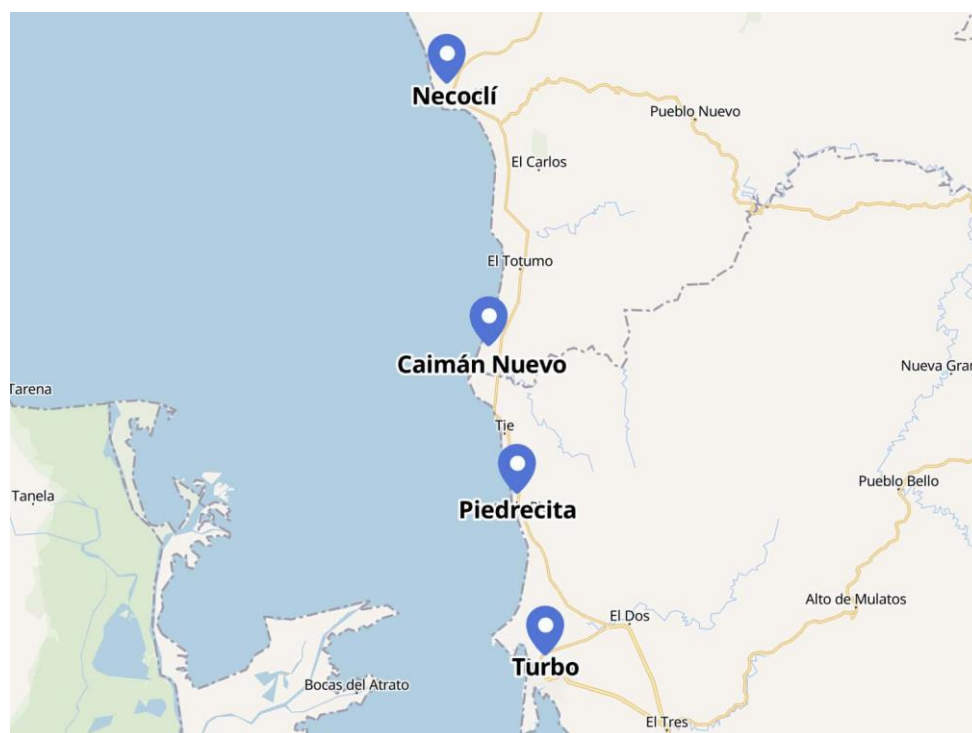 Necoclí
Pueblo Nuevo
El Carlos
El Totumo
Caimán Nuevo
Nueva Gran
Tarena
Tie
Pueblo Bello
Tanela
Piedrecita
Alto de Mulatos
El Dos
Turbo
Bocas del Atrato
El Tres